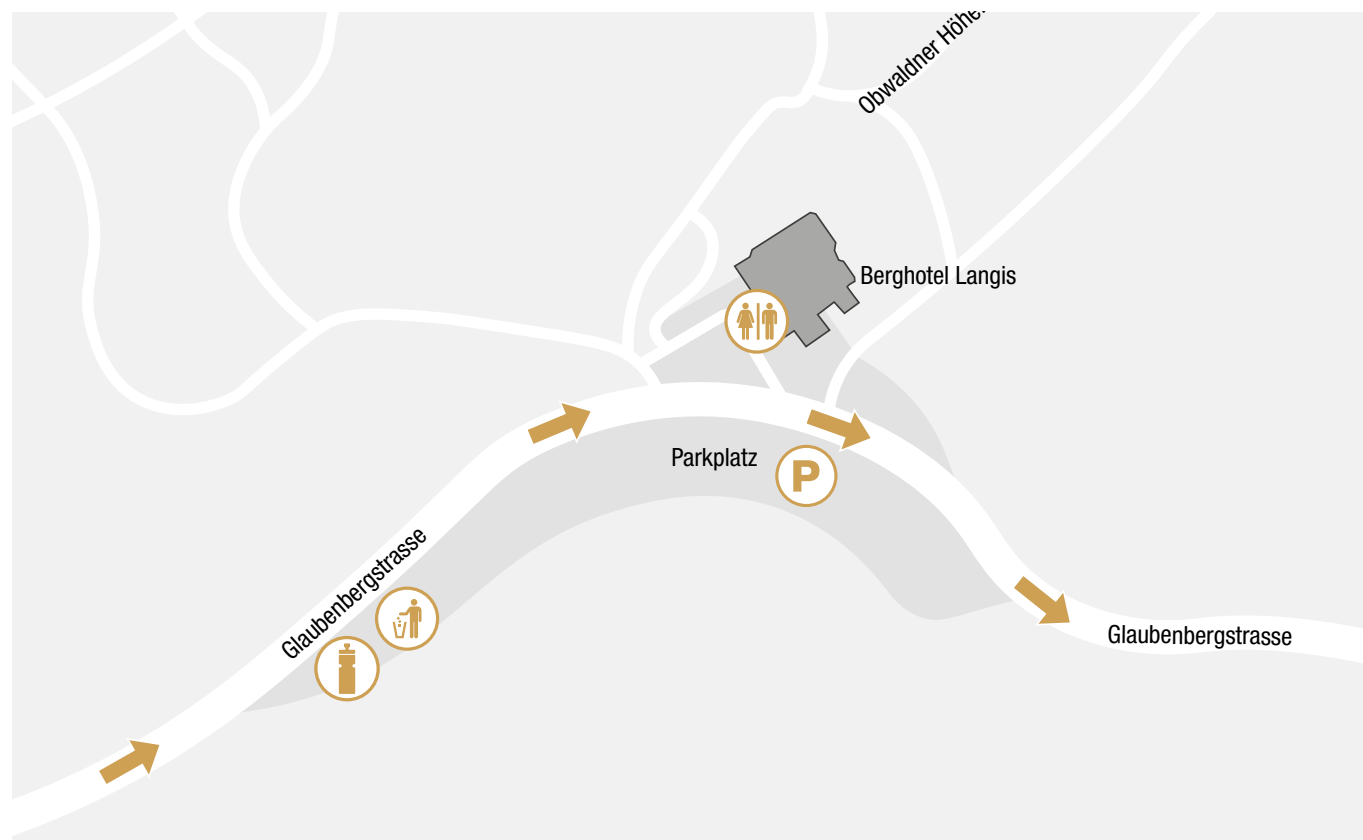 Obwaldner Höhe
Berghotel Langis
Parkplatz
P
Glaubenbergstrasse
Glaubenbergstrasse